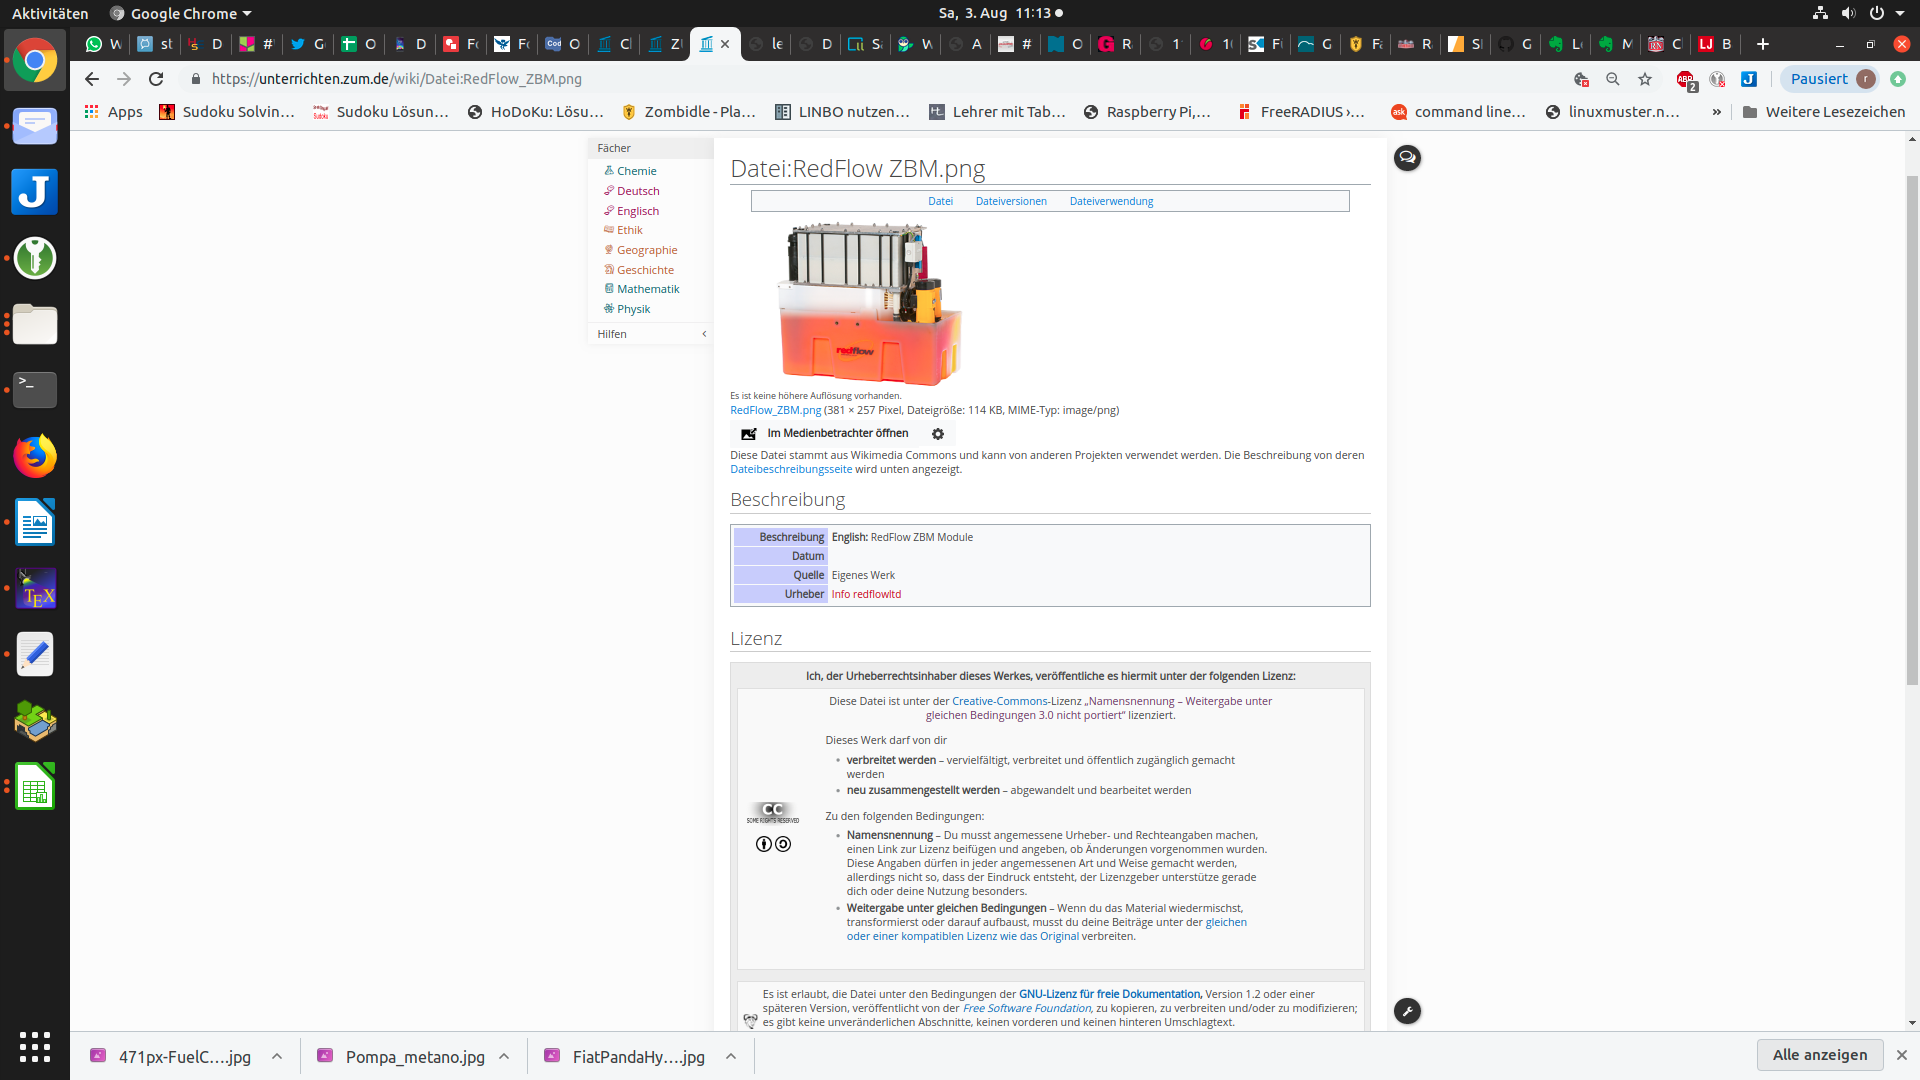 Aktivitäten
Google Chrome
Sa, 3. Aug 11:13
https://unterrichten.zum.de/wiki/Datei:RedFlow_ZBM.png
Pausiert
Apps
Sudoku Solvin…
Sudoku Lösun…
HoDoKu: Lösu…
Zombidle - Pla…
LINBO nutzen…
Lehrer mit Tab…
Raspberry Pi,…
FreeRADIUS ›…
command line…
linuxmuster.n…
»
Weitere Lesezeichen
Fächer
Chemie
Deutsch
Englisch
Ethik
Geographie
Geschichte
Mathematik
Physik
Hilfen
Datei:RedFlow ZBM.png
Datei Dateiversionen Dateiverwendung
redflow
Es ist keine höhere Auflösung vorhanden.
RedFlow_ZBM.png (381 × 257 Pixel, Dateigröße: 114 KB, MIME-Typ: image/png)
Im Medienbetrachter öffnen
Diese Datei stammt aus Wikimedia Commons und kann von anderen Projekten verwendet werden. Die Beschreibung von deren
Dateibeschreibungsseite wird unten angezeigt.
Beschreibung
Beschreibung English: RedFlow ZBM Module
Datum
Quelle Eigenes Werk
Urheber Info redflowltd
Lizenz
Ich, der Urheberrechtsinhaber dieses Werkes, veröffentliche es hiermit unter der folgenden Lizenz:
Diese Datei ist unter der Creative-Commons-Lizenz „Namensnennung – Weitergabe unter
gleichen Bedingungen 3.0 nicht portiert“ lizenziert.
Dieses Werk darf von dir
• verbreitet werden – vervielfältigt, verbreitet und öffentlich zugänglich gemacht
werden
• neu zusammengestellt werden – abgewandelt und bearbeitet werden
Zu den folgenden Bedingungen:
• Namensnennung – Du musst angemessene Urheber- und Rechteangaben machen,
einen Link zur Lizenz beifügen und angeben, ob Änderungen vorgenommen wurden.
Diese Angaben dürfen in jeder angemessenen Art und Weise gemacht werden,
allerdings nicht so, dass der Eindruck entsteht, der Lizenzgeber unterstütze gerade
dich oder deine Nutzung besonders.
• Weitergabe unter gleichen Bedingungen – Wenn du das Material wiedermischst,
transformierst oder darauf aufbaust, musst du deine Beiträge unter der gleichen
oder einer kompatiblen Lizenz wie das Original verbreiten.
CC
SOME RIGHTS RESERVED
Es ist erlaubt, die Datei unter den Bedingungen der GNU-Lizenz für freie Dokumentation, Version 1.2 oder einer
späteren Version, veröffentlicht von der Free Software Foundation, zu kopieren, zu verbreiten und/oder zu modifizieren;
es gibt keine unveränderlichen Abschnitte, keinen vorderen und keinen hinteren Umschlagtext.
471px-FuelC….jpg
Pompa_metano.jpg
FiatPandaHy….jpg
Alle anzeigen